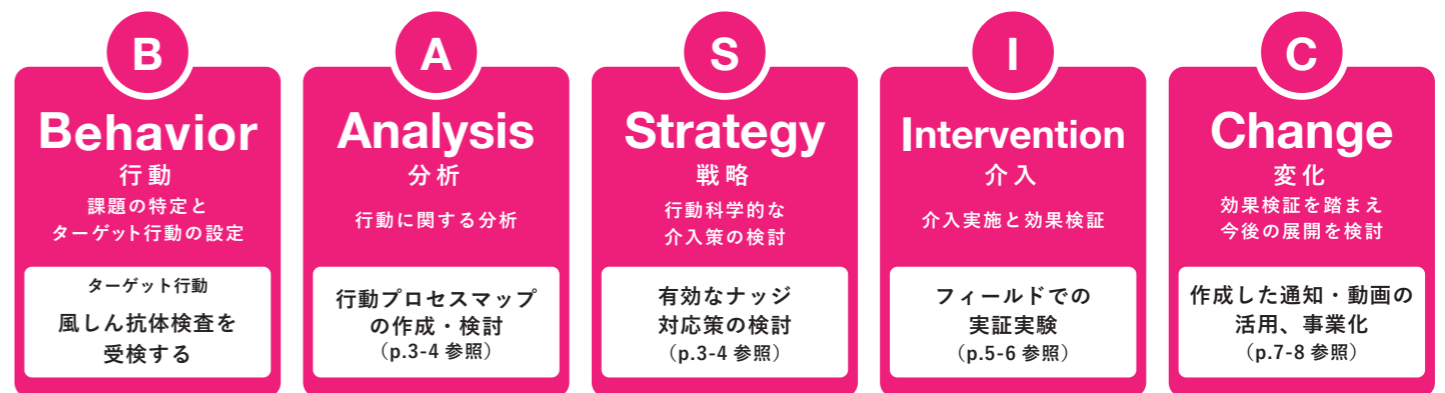 B
Behavior
行動
課題の特定と
ターゲット行動の設定
ターゲット行動
風しん抗体検査を
受検する
A
Analysis
分析
行動に関する分析
行動プロセスマップ
の作成・検討
（p.3-4 参照）
S
Strategy
戦略
行動科学的な
介入策の検討
有効なナッジ
対応策の検討
（p.3-4 参照）
I
Intervention
介入
介入実施と効果検証
フィールドでの
実証実験
（p.5-6 参照）
C
Change
変化
効果検証を踏まえ
今後の展開を検討
作成した通知・動画の
活用、事業化
（p.7-8 参照）